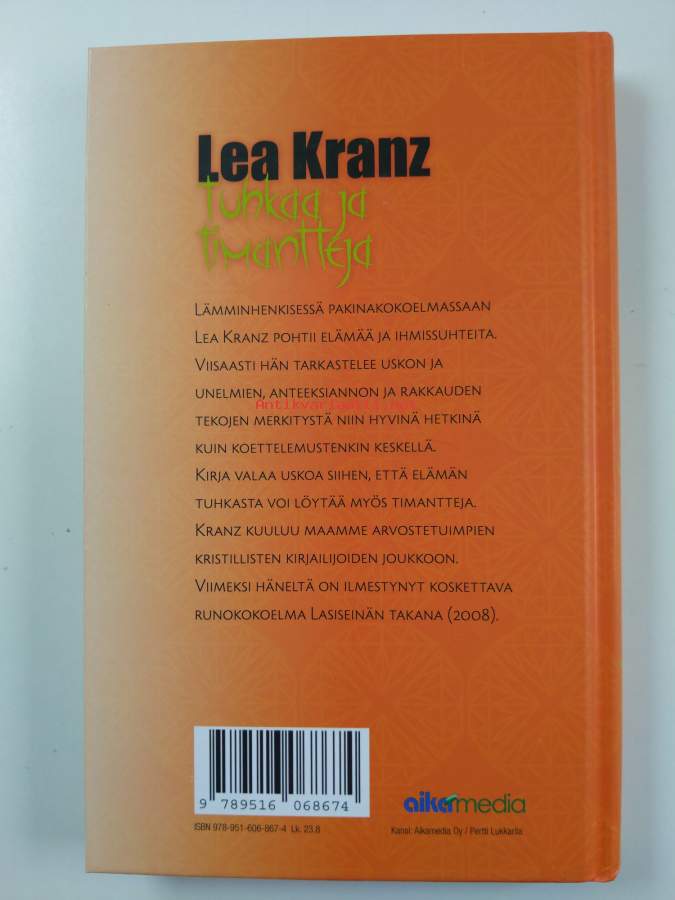 Lea Kranz
Tuhkaa ja
timantteja
Lämminhenkisessä pakinakokoelmassaan
Lea Kranz pohtii elämää ja ihmissuhteita.
Viisaasti hän tarkastelee uskon ja
unelmien, anteeksiannon ja rakkauden
Antikvariaatti.net
tekojen merkitystä niin hyvinä hetkinä
kuin koettelemustenkin keskellä.
Kirja valaa uskoa siihen, että elämän
tuhkasta voi löytää myös timantteja.
Kranz kuuluu maamme arvostetuimpien
kristillisten kirjailijoiden joukkoon.
Viimeksi häneltä on ilmestynyt koskettava
runokokoelma Lasiseinän takana (2008).
9 789516 068674
ISBN 978-951-606-867-4 Lk. 23.8
aikamedia
Kansi: Aikamedia Oy / Pertti Lukkarila